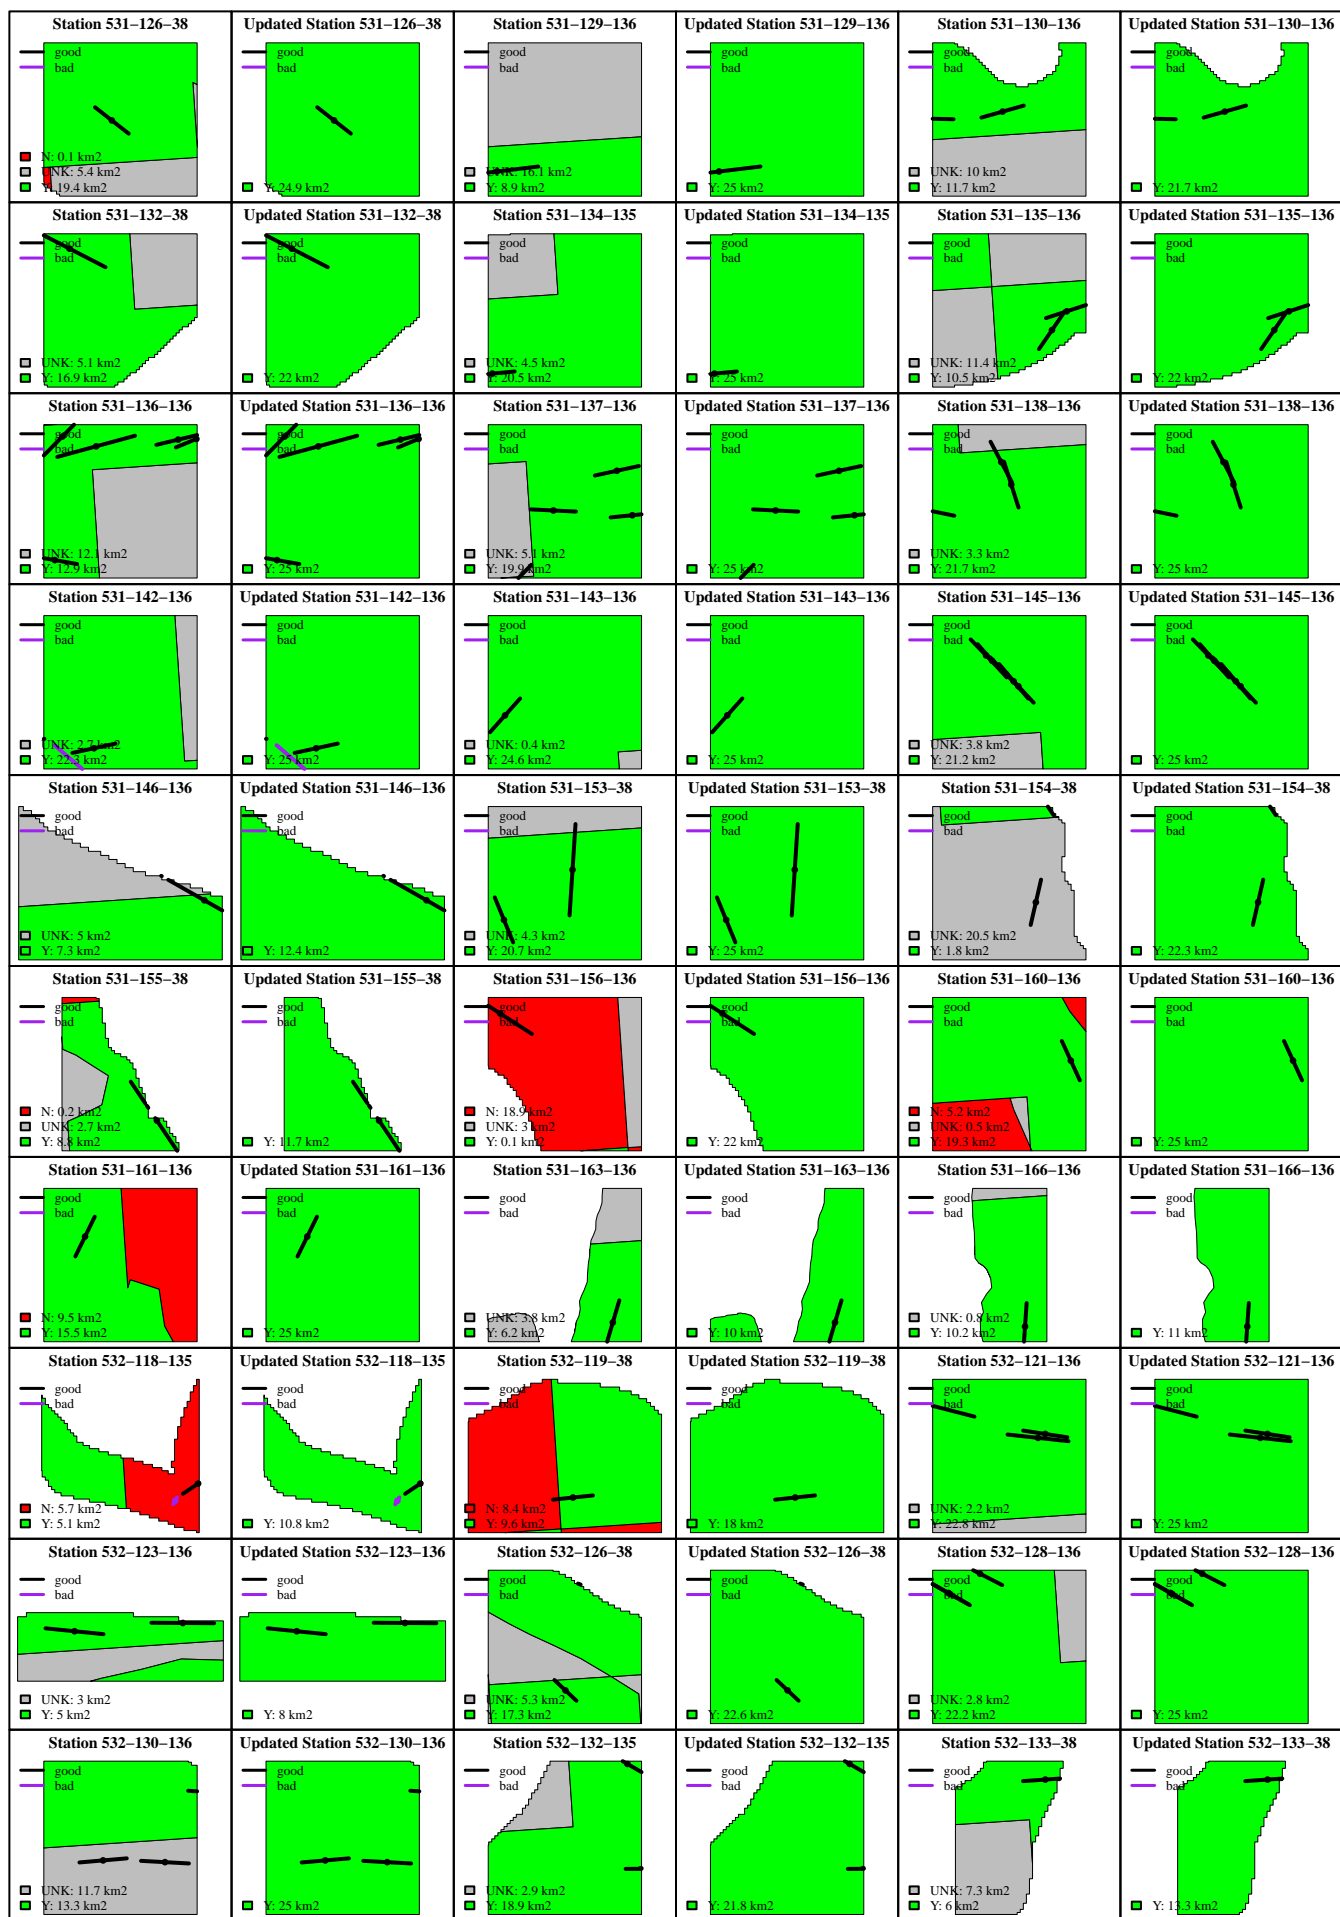 Station 531–126–38
good
bad
N: 0.1 km2
UNK: 5.4 km2
Y: 19.4 km2
Updated Station 531–126–38
good
bad
Y: 24.9 km2
Station 531–129–136
good
bad
UNK: 16.1 km2
Y: 8.9 km2
Updated Station 531–129–136
good
bad
Y: 25 km2
Station 531–130–136
good
bad
UNK: 10 km2
Y: 11.7 km2
Updated Station 531–130–136
good
bad
Y: 21.7 km2
Station 531–132–38
good
bad
UNK: 5.1 km2
Y: 16.9 km2
Updated Station 531–132–38
good
bad
Y: 22 km2
Station 531–134–135
good
bad
UNK: 4.5 km2
Y: 20.5 km2
Updated Station 531–134–135
good
bad
Y: 25 km2
Station 531–135–136
good
bad
UNK: 11.4 km2
Y: 10.5 km2
Updated Station 531–135–136
good
bad
Y: 22 km2
Station 531–136–136
good
bad
UNK: 12.1 km2
Y: 12.9 km2
Updated Station 531–136–136
good
bad
Y: 25 km2
Station 531–137–136
good
bad
UNK: 5.1 km2
Y: 19.9 km2
Updated Station 531–137–136
good
bad
Y: 25 km2
Station 531–138–136
good
bad
UNK: 3.3 km2
Y: 21.7 km2
Updated Station 531–138–136
good
bad
Y: 25 km2
Station 531–142–136
good
bad
UNK: 2.7 km2
Y: 22.3 km2
Updated Station 531–142–136
good
bad
Y: 25 km2
Station 531–143–136
good
bad
UNK: 0.4 km2
Y: 24.6 km2
Updated Station 531–143–136
good
bad
Y: 25 km2
Station 531–145–136
good
bad
UNK: 3.8 km2
Y: 21.2 km2
Updated Station 531–145–136
good
bad
Y: 25 km2
Station 531–146–136
good
bad
UNK: 5 km2
Y: 7.3 km2
Updated Station 531–146–136
good
bad
Y: 12.4 km2
Station 531–153–38
good
bad
UNK: 4.3 km2
Y: 20.7 km2
Updated Station 531–153–38
good
bad
Y: 25 km2
Station 531–154–38
good
bad
UNK: 20.5 km2
Y: 1.8 km2
Updated Station 531–154–38
good
bad
Y: 22.3 km2
Station 531–155–38
good
bad
N: 0.2 km2
UNK: 2.7 km2
Y: 8.8 km2
Updated Station 531–155–38
good
bad
Y: 11.7 km2
Station 531–156–136
good
bad
N: 18.9 km2
UNK: 3 km2
Y: 0.1 km2
Updated Station 531–156–136
good
bad
Y: 22 km2
Station 531–160–136
good
bad
N: 5.2 km2
UNK: 0.5 km2
Y: 19.3 km2
Updated Station 531–160–136
good
bad
Y: 25 km2
Station 531–161–136
good
bad
N: 9.5 km2
Y: 15.5 km2
Updated Station 531–161–136
good
bad
Y: 25 km2
Station 531–163–136
good
bad
UNK: 3.8 km2
Y: 6.2 km2
Updated Station 531–163–136
good
bad
Y: 10 km2
Station 531–166–136
good
bad
UNK: 0.8 km2
Y: 10.2 km2
Updated Station 531–166–136
good
bad
Y: 11 km2
Station 532–118–135
good
bad
N: 5.7 km2
Y: 5.1 km2
Updated Station 532–118–135
good
bad
Y: 10.8 km2
Station 532–119–38
good
bad
N: 8.4 km2
Y: 9.6 km2
Updated Station 532–119–38
good
bad
Y: 18 km2
Station 532–121–136
good
bad
UNK: 2.2 km2
Y: 22.8 km2
Updated Station 532–121–136
good
bad
Y: 25 km2
Station 532–123–136
good
bad
UNK: 3 km2
Y: 5 km2
Updated Station 532–123–136
good
bad
Y: 8 km2
Station 532–126–38
good
bad
UNK: 5.3 km2
Y: 17.3 km2
Updated Station 532–126–38
good
bad
Y: 22.6 km2
Station 532–128–136
good
bad
UNK: 2.8 km2
Y: 22.2 km2
Updated Station 532–128–136
good
bad
Y: 25 km2
Station 532–130–136
good
bad
UNK: 11.7 km2
Y: 13.3 km2
Updated Station 532–130–136
good
bad
Y: 25 km2
Station 532–132–135
good
bad
UNK: 2.9 km2
Y: 18.9 km2
Updated Station 532–132–135
good
bad
Y: 21.8 km2
Station 532–133–38
good
bad
UNK: 7.3 km2
Y: 6 km2
Updated Station 532–133–38
good
bad
Y: 13.3 km2